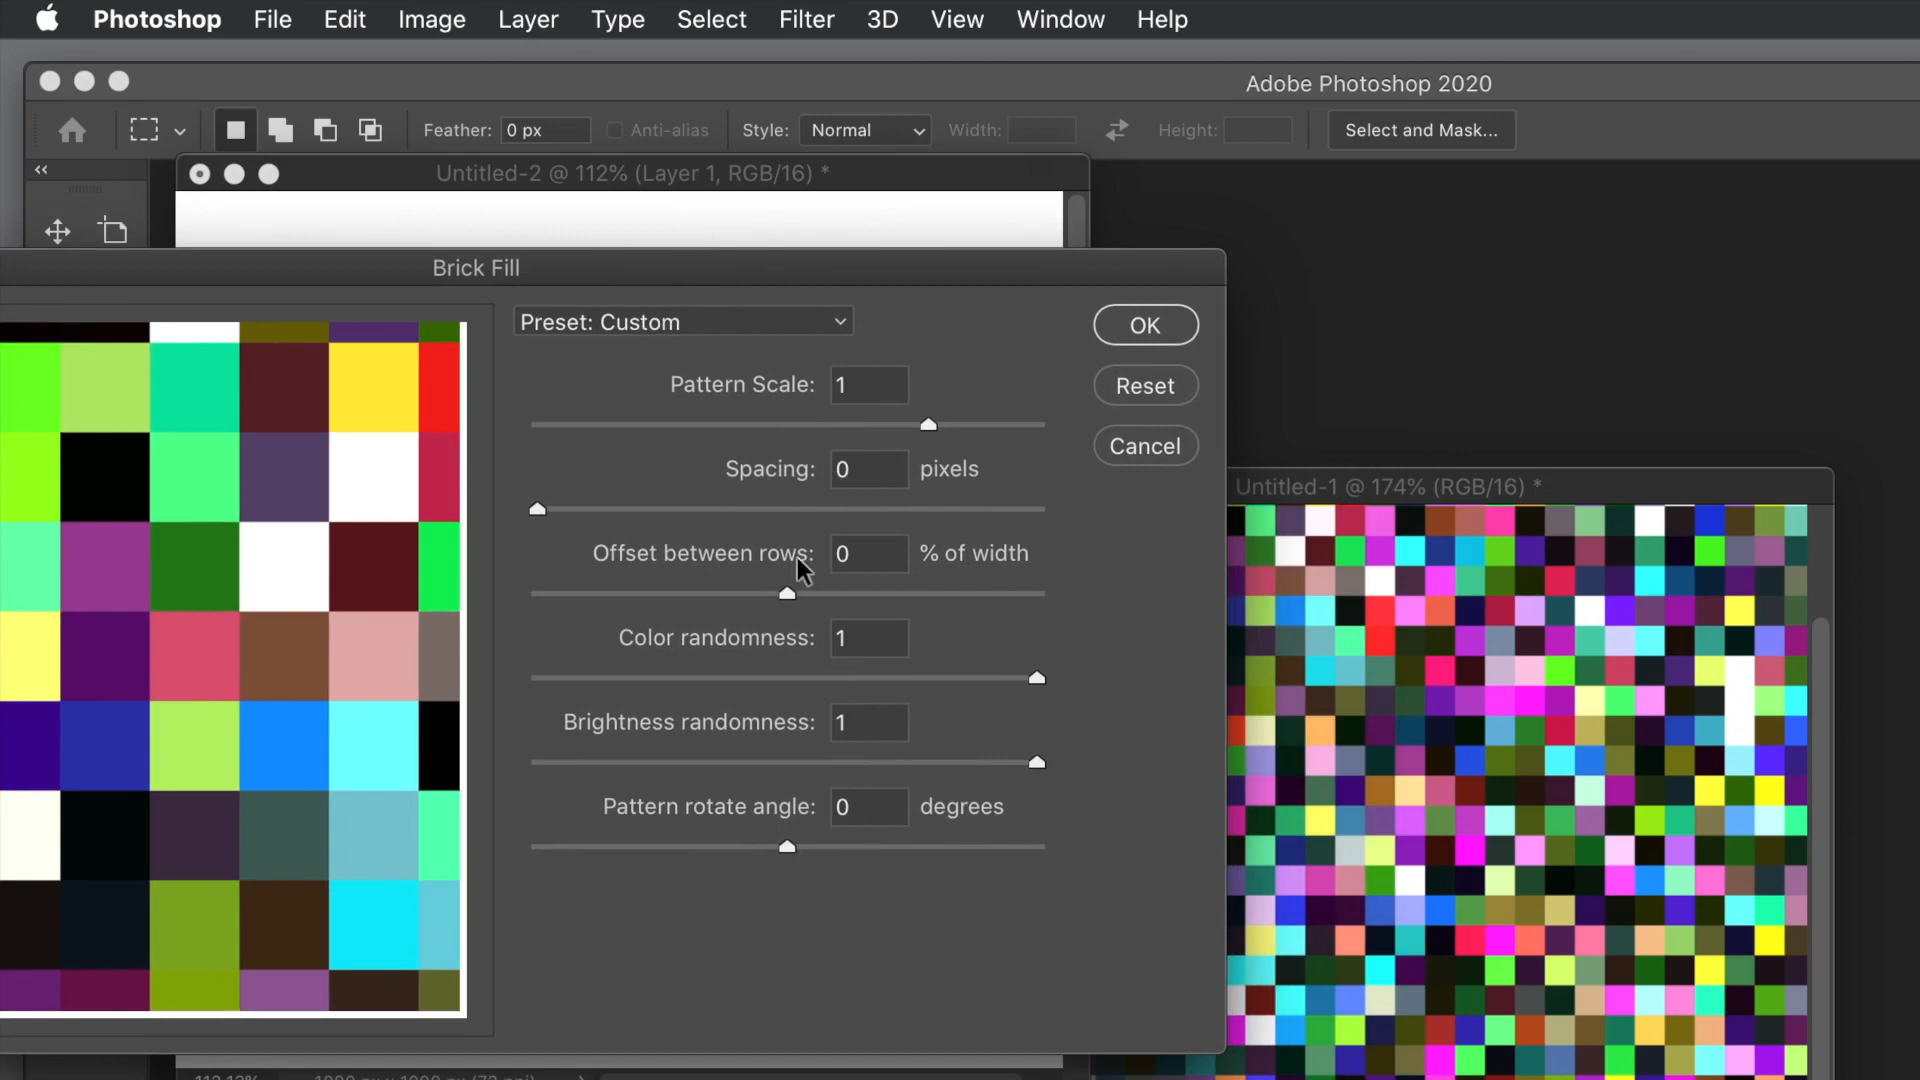 Photoshop File Edit Image Layer Type Select Filter 3D View Window Help
Adobe Photoshop 2020
Feather: 0 px Anti-alias Style: Normal Width: Height: Select and Mask...
Untitled-2 @ 112% (Layer 1, RGB/16) *
Brick Fill
Preset: Custom
OK
Pattern Scale: 1
Reset
Cancel
Spacing: 0 pixels
Untitled-1 @ 174% (RGB/16) *
Offset between rows: 0 % of width
Color randomness: 1
Brightness randomness: 1
Pattern rotate angle: 0 degrees